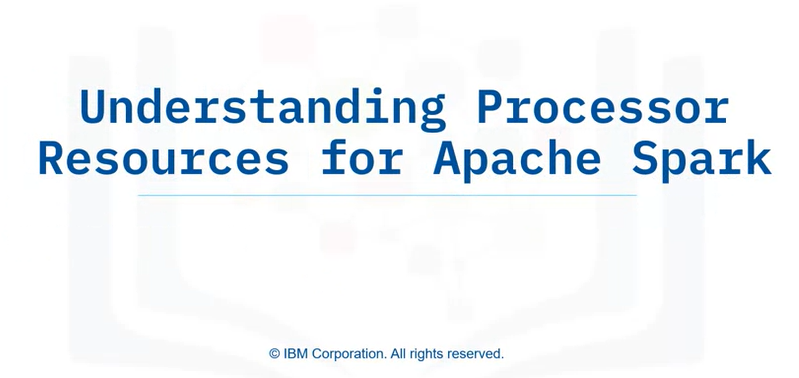 Understanding Processor
Resources for Apache Spark
© IBM Corporation. All rights reserved.